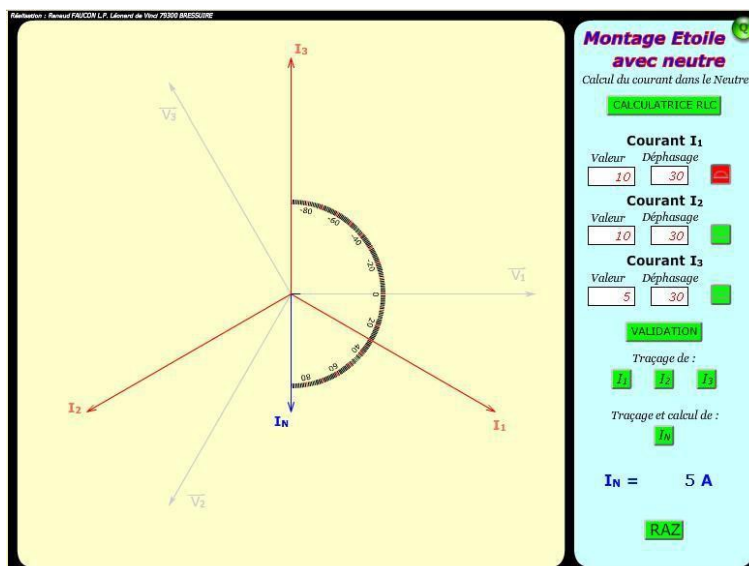 Réalisation : Renaud FAUCON L.P. Léonard de Vinci 79300 BRESSUIRE
I3
V3
-80
-60
-40
-20
0
20
40
60
80
V1
I2
IN
I1
V2
Q
Montage Etoile
avec neutre
Calcul du courant dans le Neutre
CALCULATRICE RLC
Courant I1
Valeur Déphasage
10 30
Courant I2
Valeur Déphasage
10 30
Courant I3
Valeur Déphasage
5 30
VALIDATION
Traçage de :
I1 I2 I3
Traçage et calcul de :
IN
IN = 5 A
RAZ